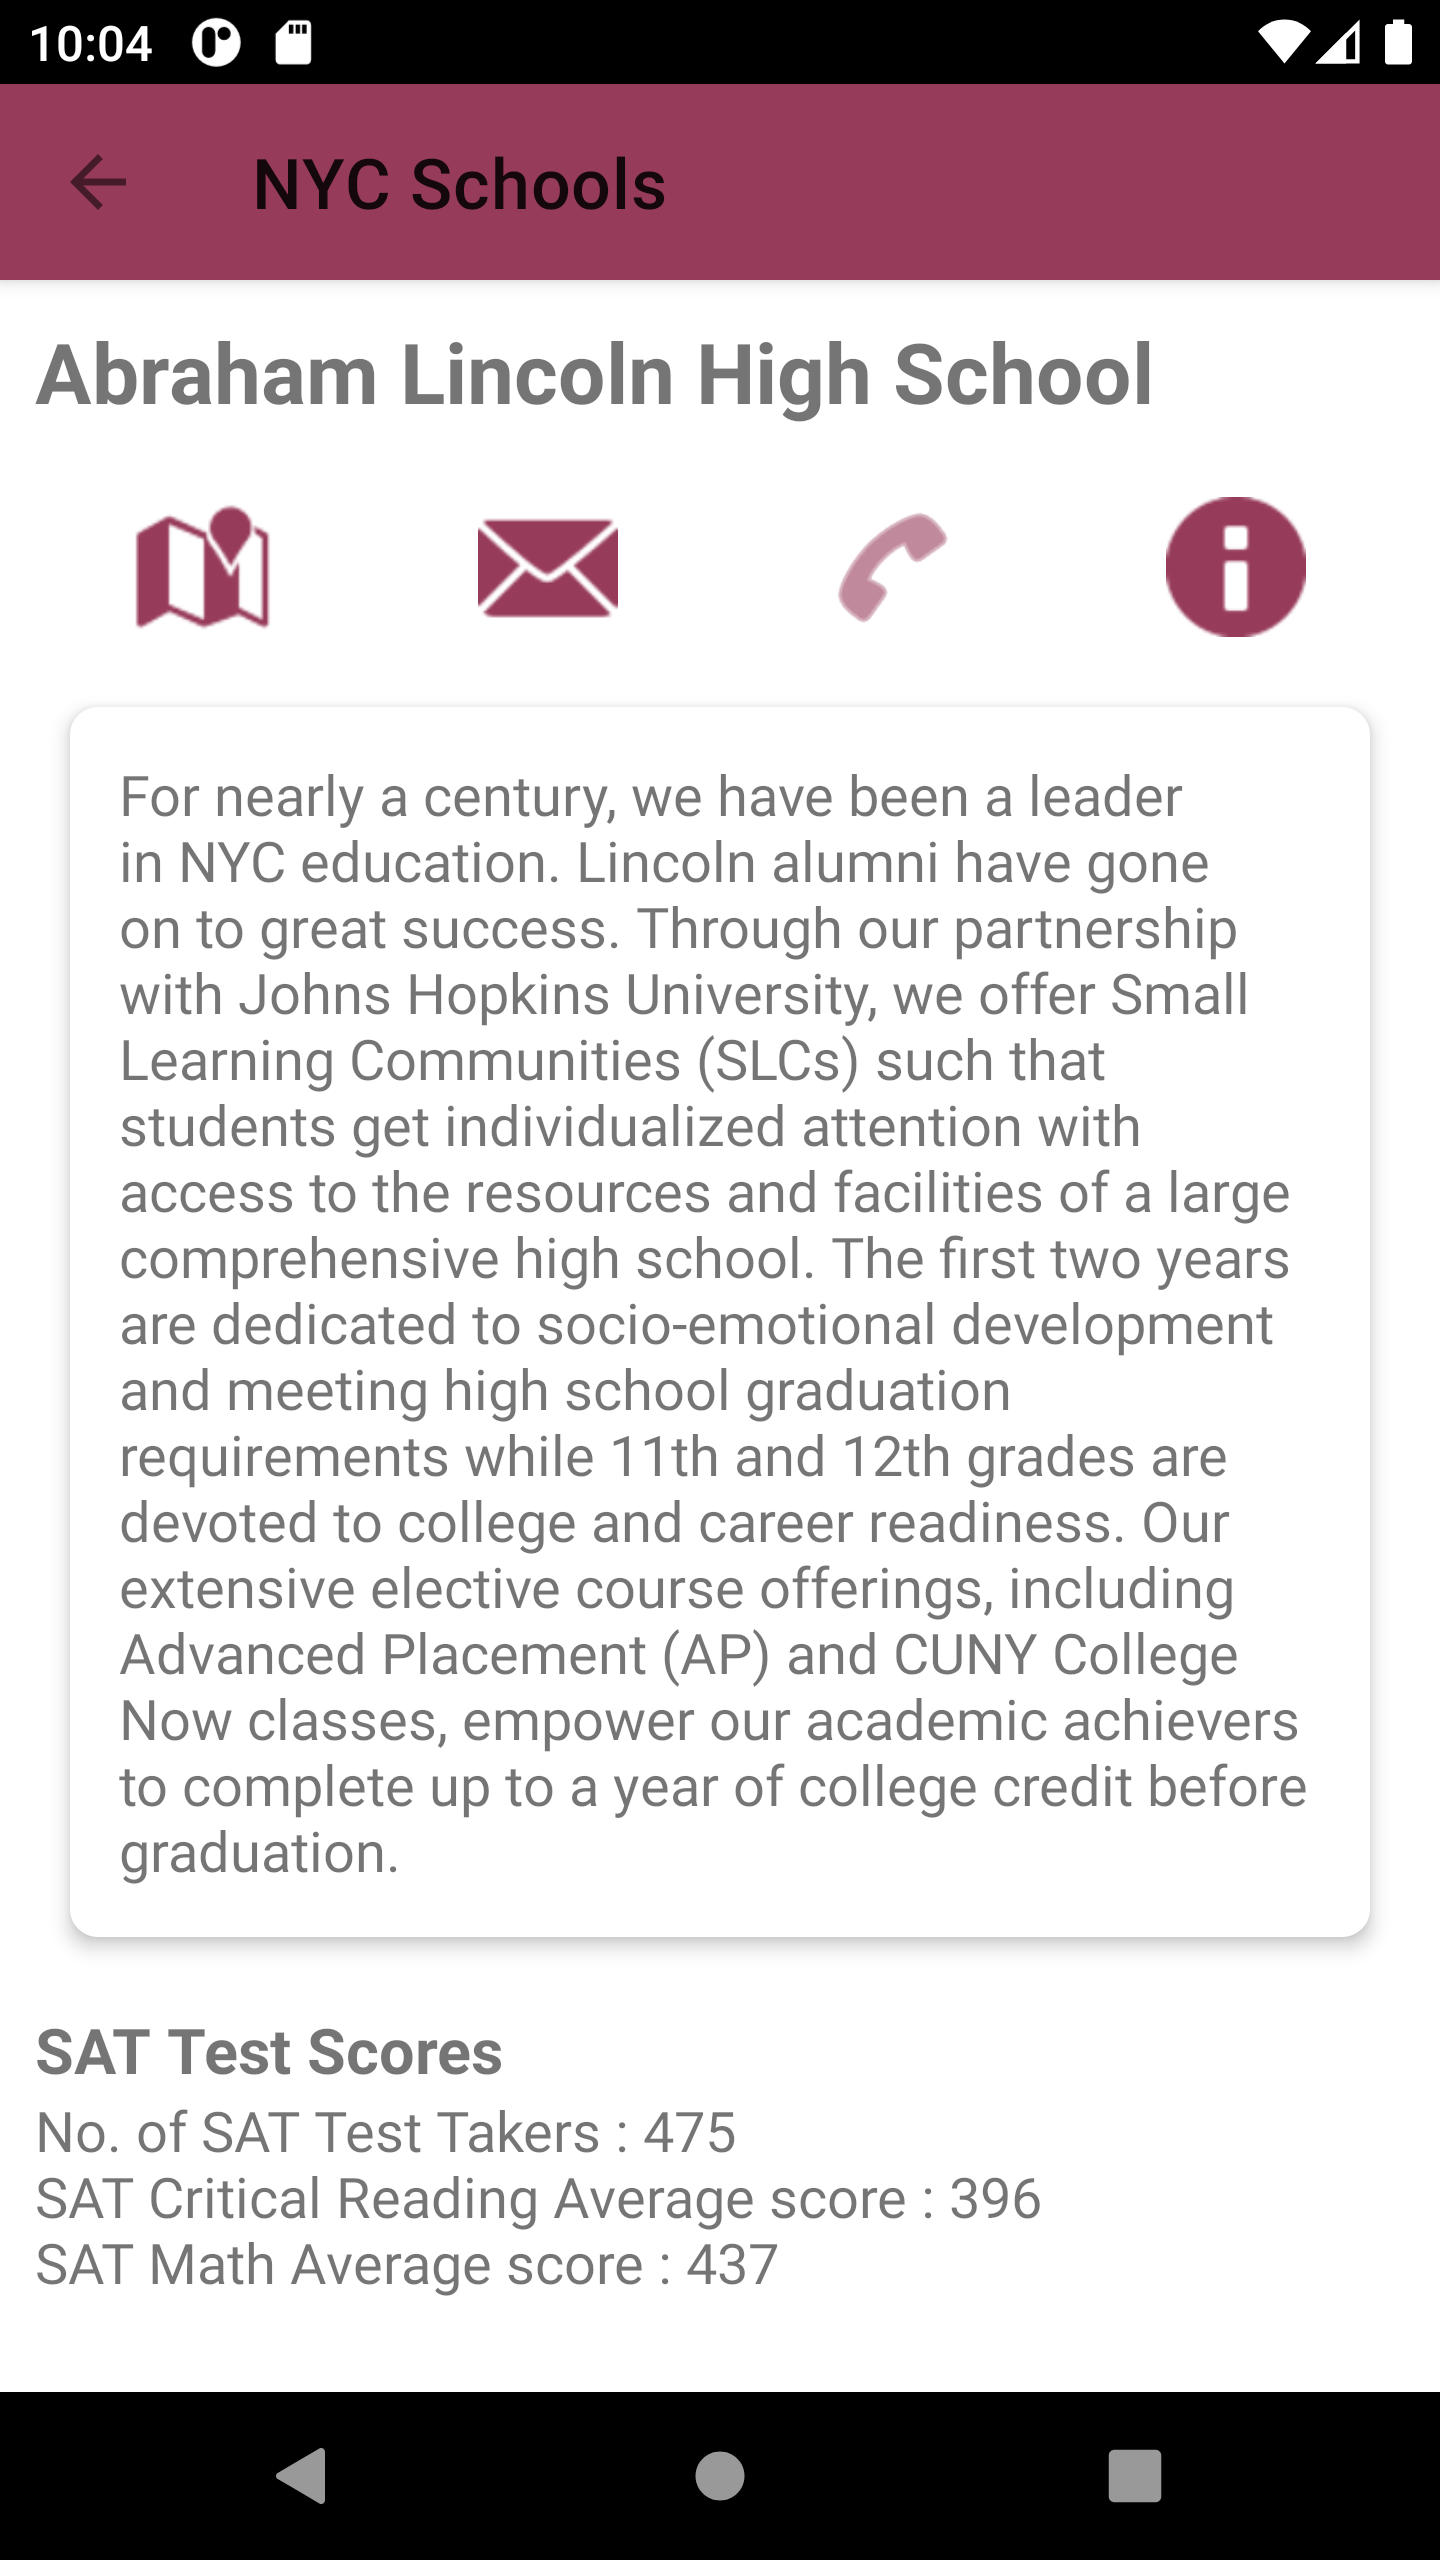 10:04
NYC Schools
Abraham Lincoln High School
For nearly a century, we have been a leader
in NYC education. Lincoln alumni have gone
on to great success. Through our partnership
with Johns Hopkins University, we offer Small
Learning Communities (SLCs) such that
students get individualized attention with
access to the resources and facilities of a large
comprehensive high school. The first two years
are dedicated to socio-emotional development
and meeting high school graduation
requirements while 11th and 12th grades are
devoted to college and career readiness. Our
extensive elective course offerings, including
Advanced Placement (AP) and CUNY College
Now classes, empower our academic achievers
to complete up to a year of college credit before
graduation.
SAT Test Scores
No. of SAT Test Takers : 475
SAT Critical Reading Average score : 396
SAT Math Average score : 437